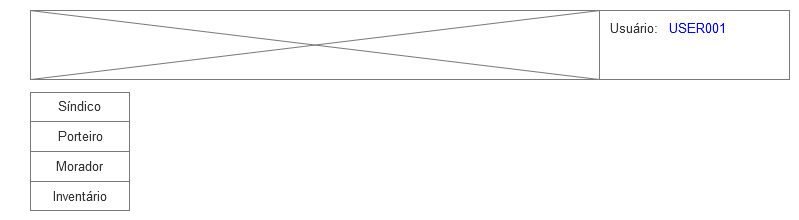 Usuário: USER001
Síndico
Porteiro
Morador
Inventário